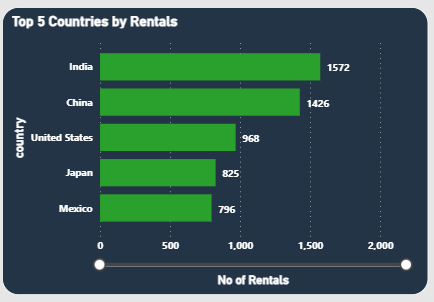 Top 5 Countries by Rentals
India 1572
China 1426
United States 968
Japan 825
Mexico 796
country
0 500 1,000 1,500 2,000
No of Rentals